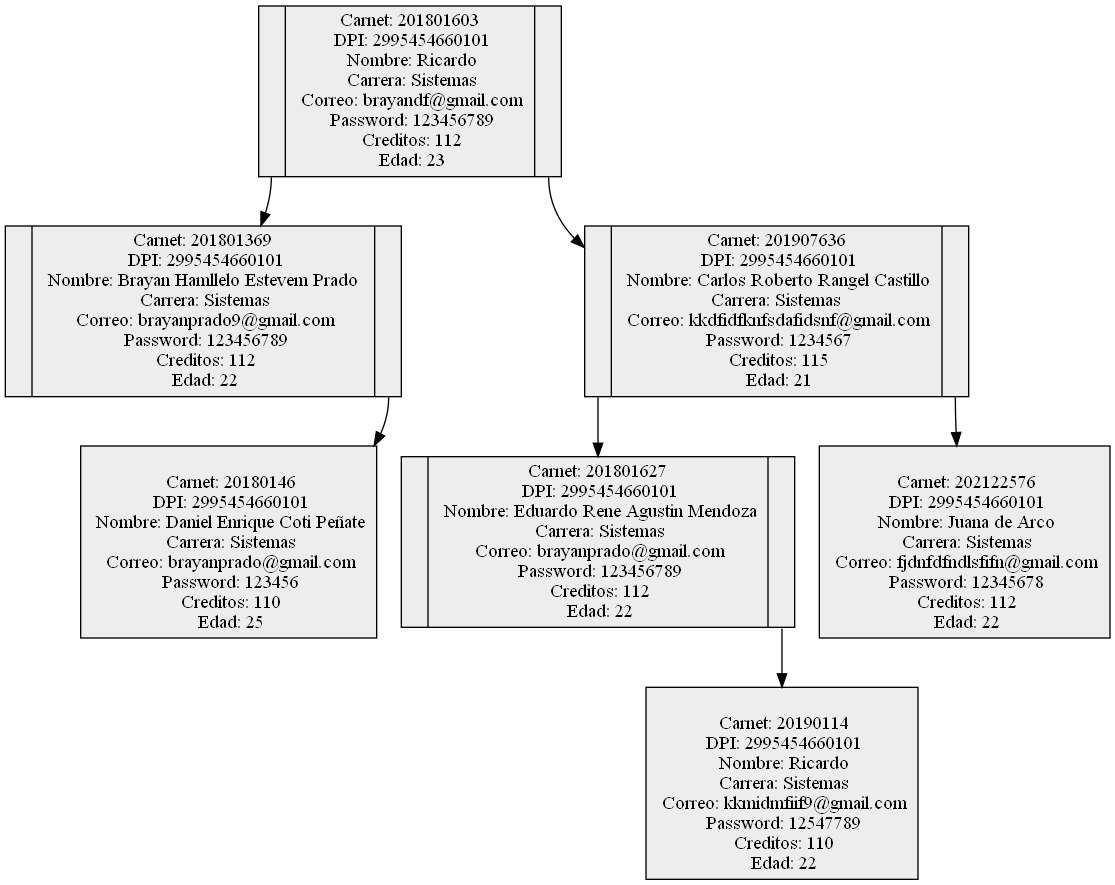 Carnet: 201801603
DPI: 2995454660101
Nombre: Ricardo
Carrera: Sistemas
Correo: brayandf@gmail.com
Password: 123456789
Creditos: 112
Edad: 23
Carnet: 201801369
DPI: 2995454660101
Nombre: Brayan Hamllelo Estevem Prado
Carrera: Sistemas
Correo: brayanprado9@gmail.com
Password: 123456789
Creditos: 112
Edad: 22
Carnet: 201907636
DPI: 2995454660101
Nombre: Carlos Roberto Rangel Castillo
Carrera: Sistemas
Correo: kkdfidfknfsdafidsnf@gmail.com
Password: 1234567
Creditos: 115
Edad: 21
Carnet: 20180146
DPI: 2995454660101
Nombre: Daniel Enrique Coti Peñate
Carrera: Sistemas
Correo: brayanprado@gmail.com
Password: 123456
Creditos: 110
Edad: 25
Carnet: 201801627
DPI: 2995454660101
Nombre: Eduardo Rene Agustin Mendoza
Carrera: Sistemas
Correo: brayanprado@gmail.com
Password: 123456789
Creditos: 112
Edad: 22
Carnet: 202122576
DPI: 2995454660101
Nombre: Juana de Arco
Carrera: Sistemas
Correo: fjdnfdfndlsfifn@gmail.com
Password: 12345678
Creditos: 112
Edad: 22
Carnet: 20190114
DPI: 2995454660101
Nombre: Ricardo
Carrera: Sistemas
Correo: kkmidmfiif9@gmail.com
Password: 12547789
Creditos: 110
Edad: 22